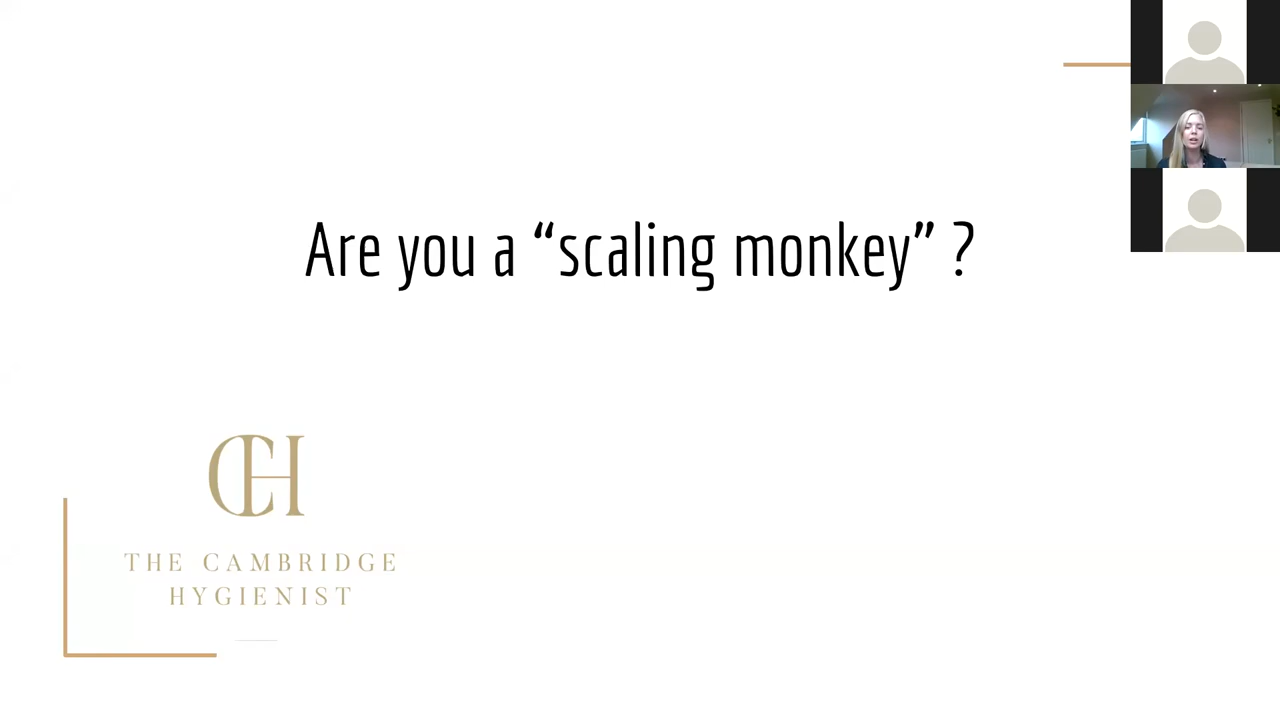 Are you a “scaling monkey” ?
CH
THE CAMBRIDGE
HYGIENIST